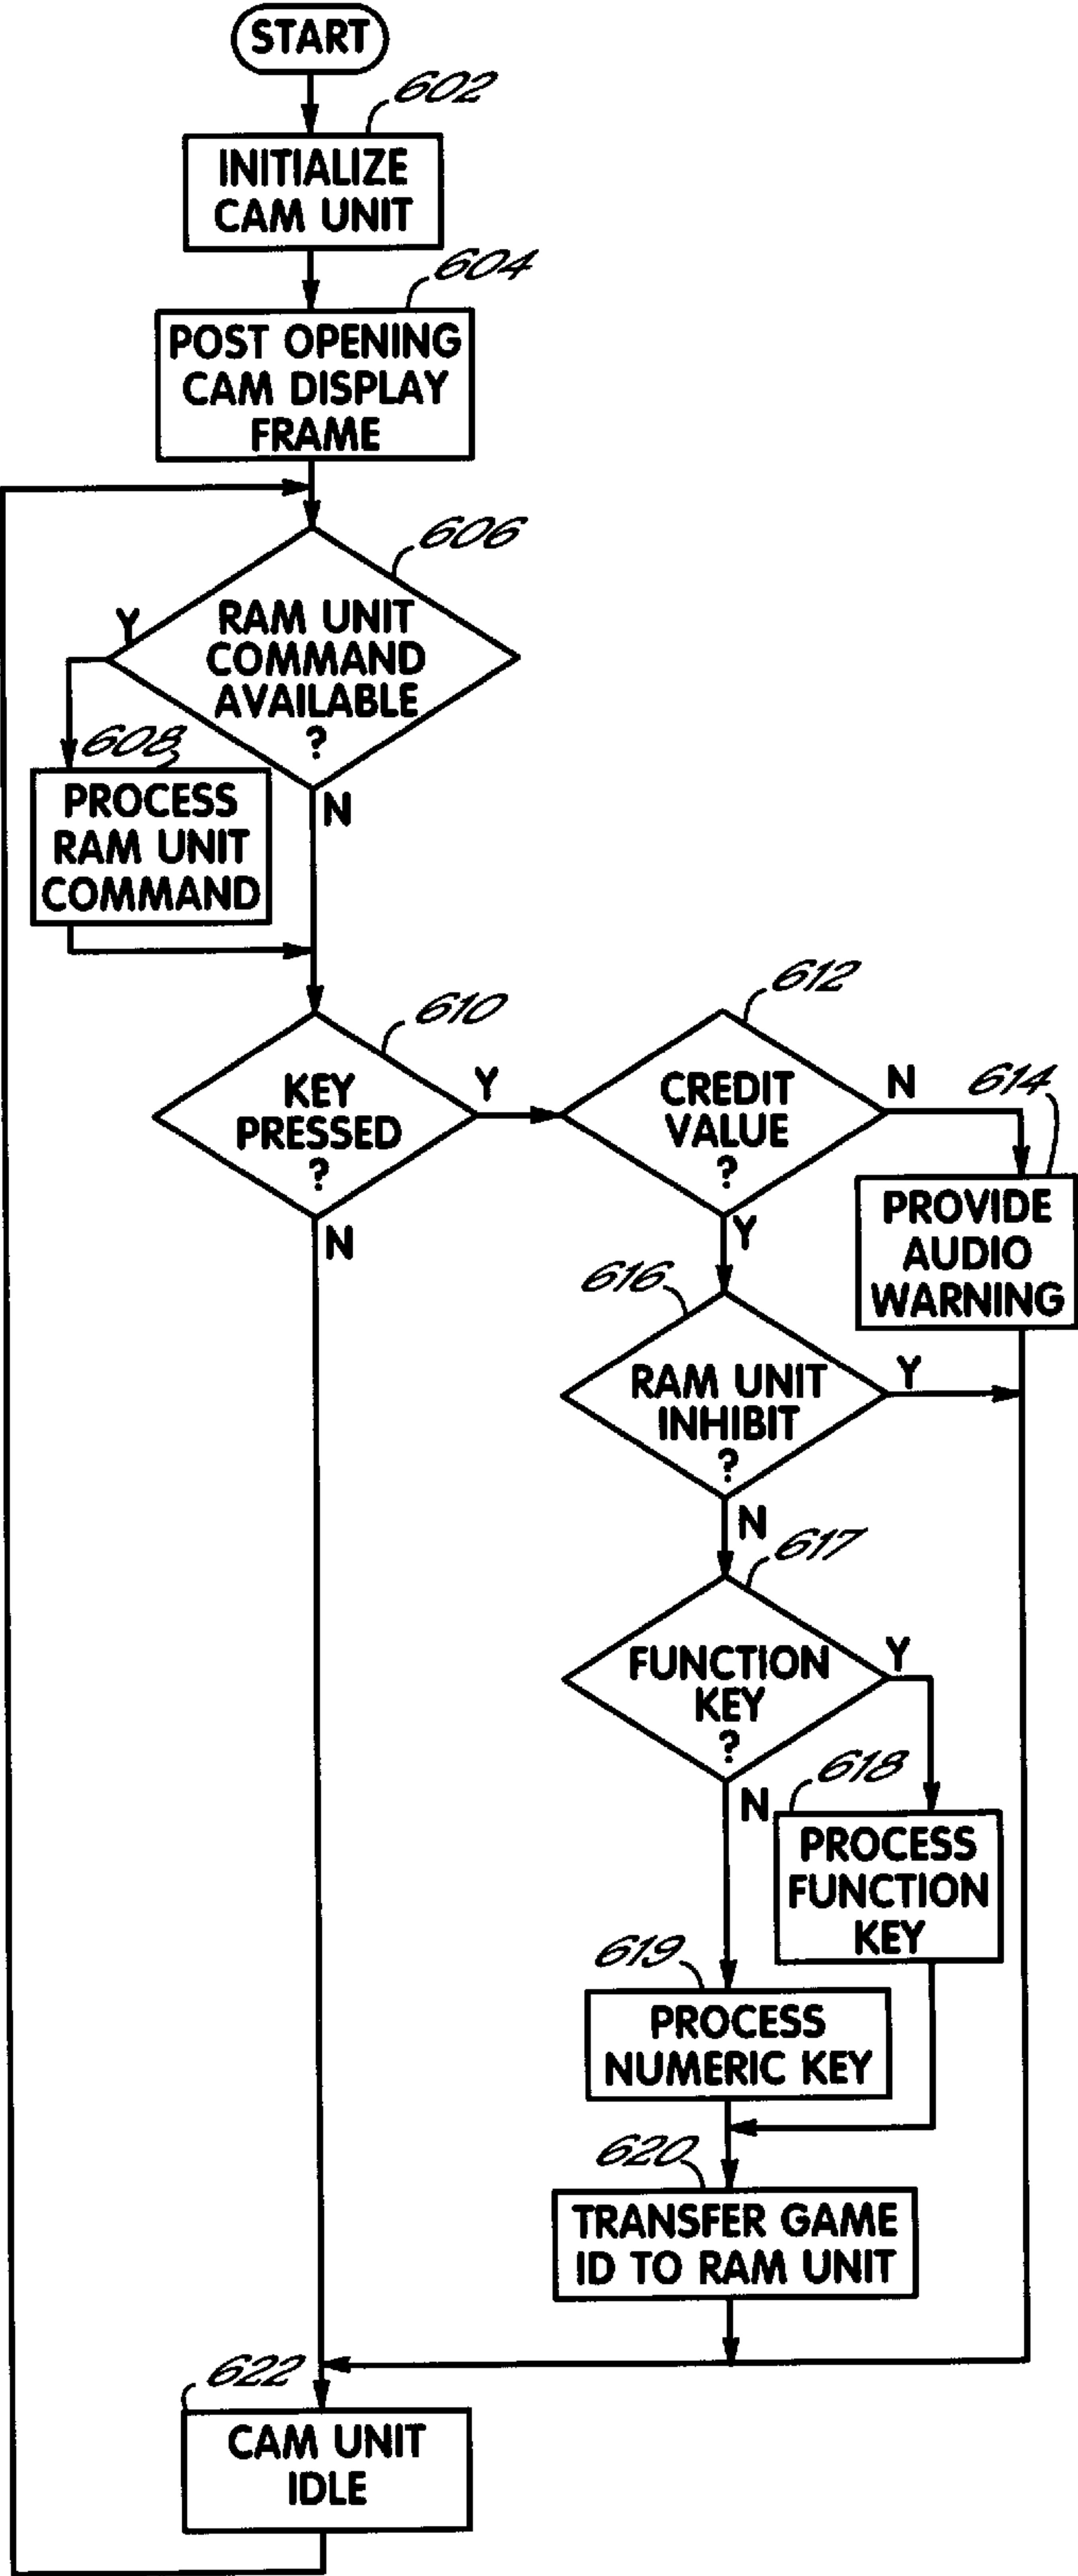 START
602
INITIALIZE
CAM UNIT
604
POST OPENING
CAM DISPLAY
FRAME
606
RAM UNIT
COMMAND
AVAILABLE
?
Y
N
608
PROCESS
RAM UNIT
COMMAND
610
KEY
PRESSED
?
Y
N
612
CREDIT
VALUE
?
N
Y
614
PROVIDE
AUDIO
WARNING
616
RAM UNIT
INHIBIT
?
Y
N
617
FUNCTION
KEY
?
Y
N
618
PROCESS
FUNCTION
KEY
619
PROCESS
NUMERIC KEY
620
TRANSFER GAME
ID TO RAM UNIT
622
CAM UNIT
IDLE